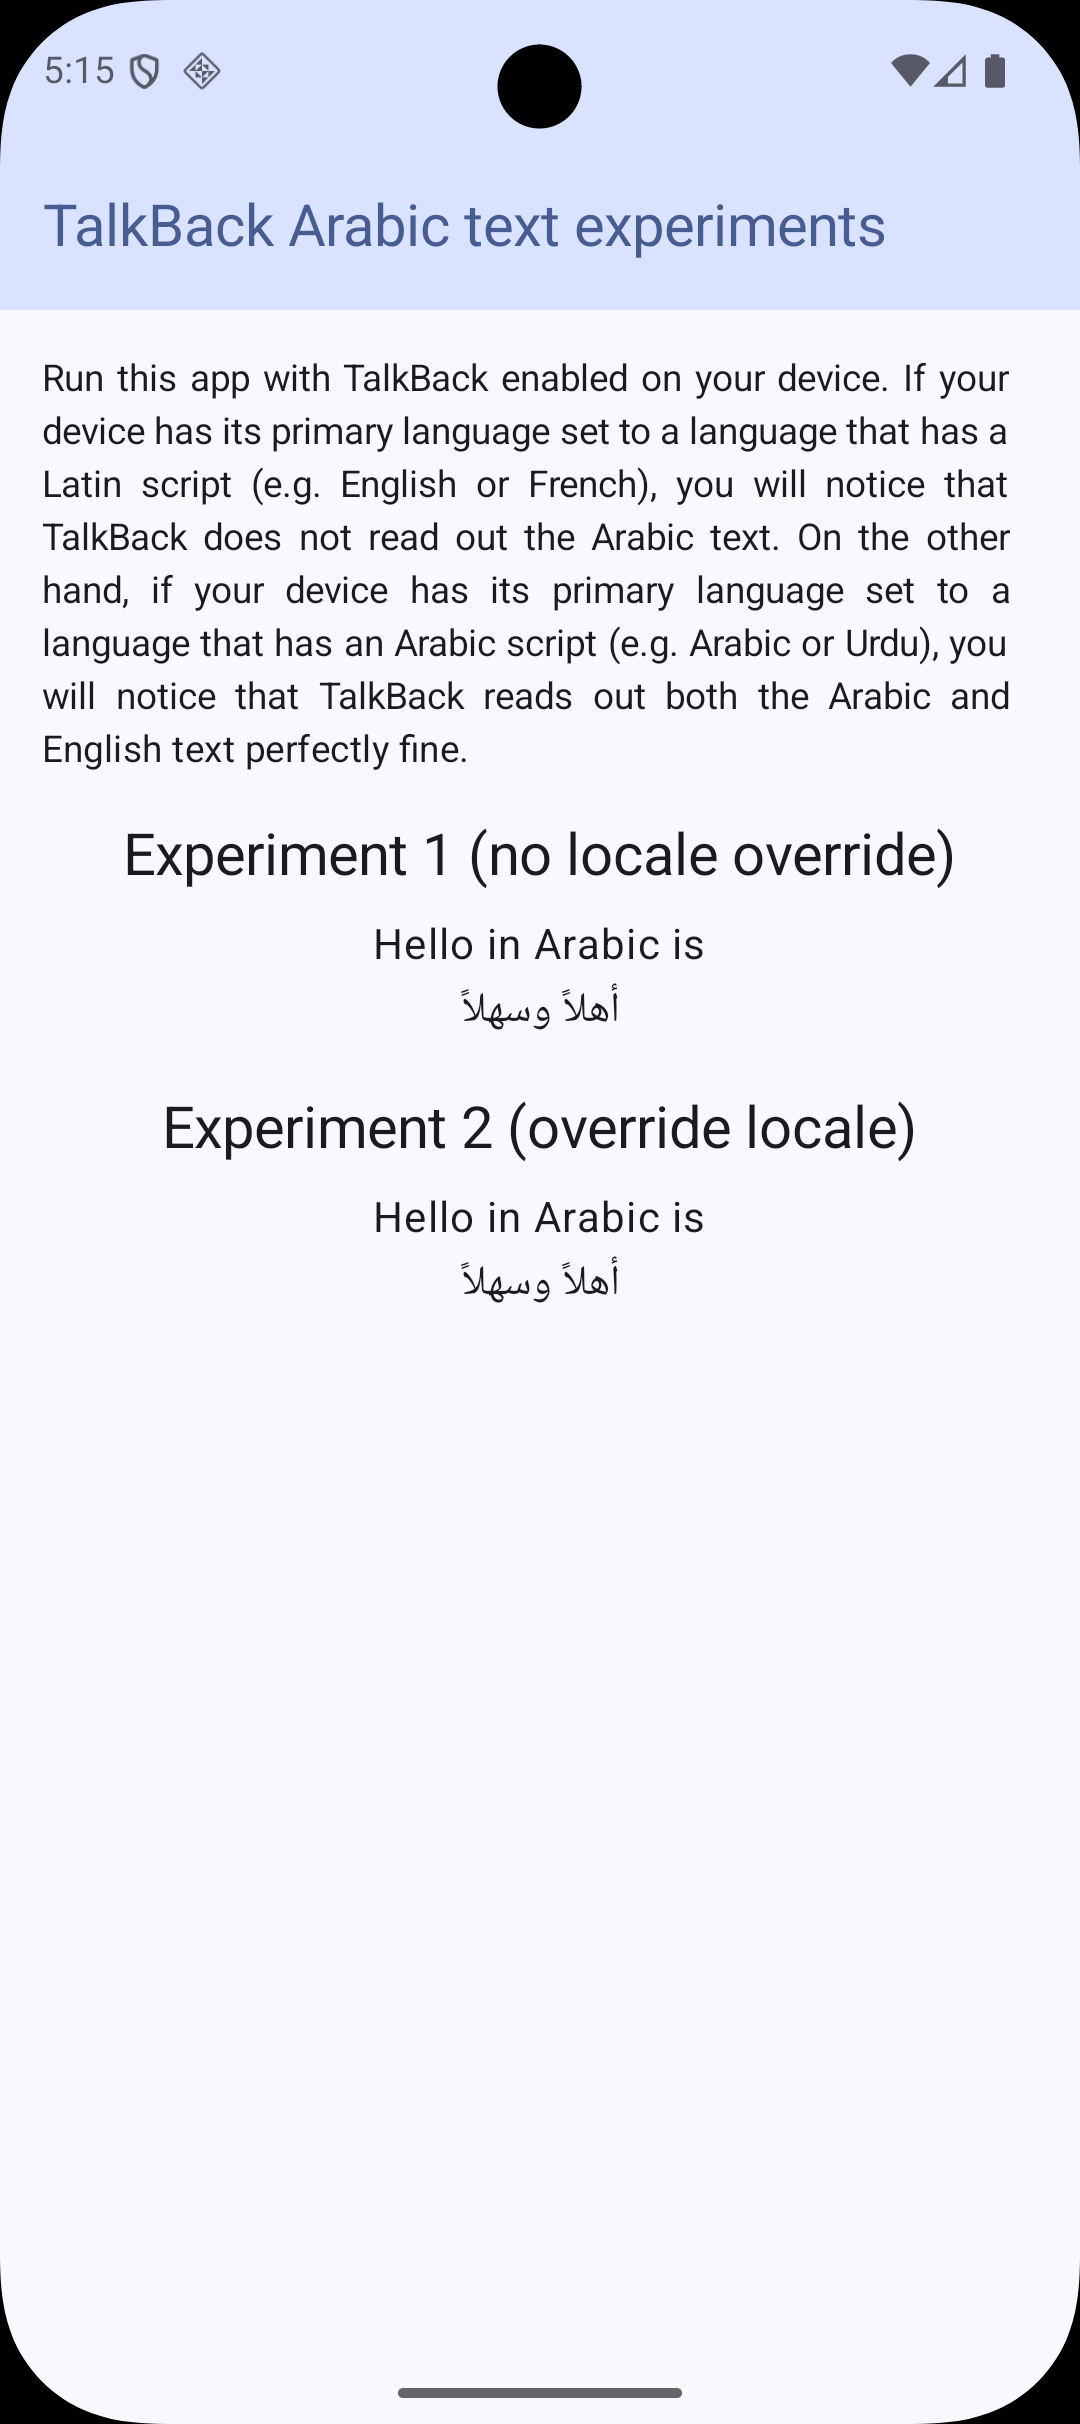 5:15
TalkBack Arabic text experiments
Run this app with TalkBack enabled on your device. If your
device has its primary language set to a language that has a
Latin script (e.g. English or French), you will notice that
TalkBack does not read out the Arabic text. On the other
hand, if your device has its primary language set to a
language that has an Arabic script (e.g. Arabic or Urdu), you
will notice that TalkBack reads out both the Arabic and
English text perfectly fine.
Experiment 1 (no locale override)
Hello in Arabic is
أهلاً وسهلاً
Experiment 2 (override locale)
Hello in Arabic is
أهلاً وسهلاً